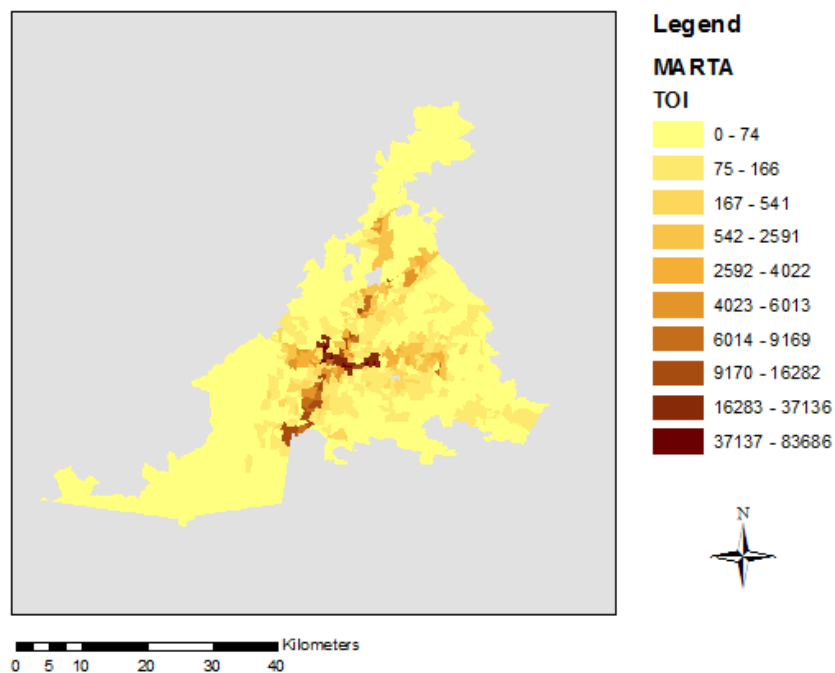 Legend
MARTA
TOI
0 - 74
75 - 166
167 - 541
542 - 2591
2592 - 4022
4023 - 6013
6014 - 9169
9170 - 16282
16283 - 37136
37137 - 83686
N
Kilometers
0 5 10 20 30 40